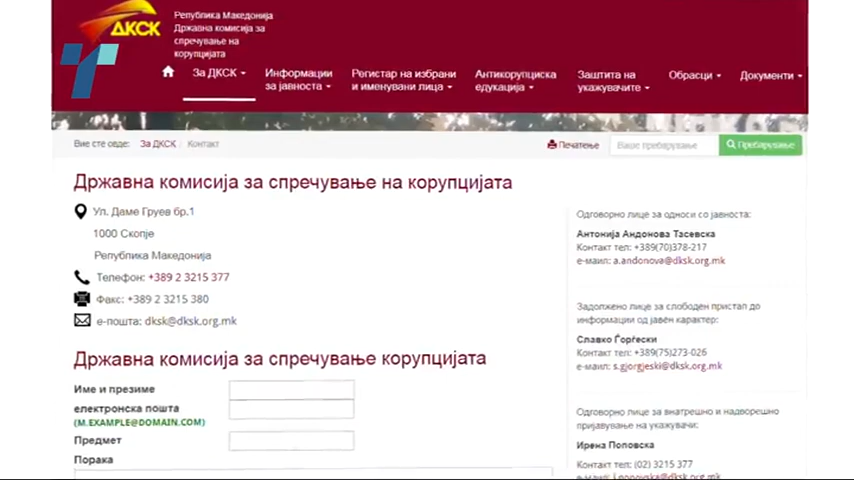 ДКСК
Република Македонија
Државна комисија за
спречување на
корупцијата
За ДКСК
Информации
за јавноста
Регистар на избрани
и именувани лица
Антикорупциска
едукација
Заштита на
укажувачите
Обрасци
Документи
Вие сте овде: За ДКСК / Контакт
Печатење
Ваше пребарување
Пребарување
Државна комисија за спречување на корупцијата
Ул. Даме Груев бр.1
1000 Скопје
Република Македонија
Телефон: +389 2 3215 377
Факс: +389 2 3215 380
е-пошта: dksk@dksk.org.mk
Државна комисија за спречување корупцијата
Име и презиме
електронска пошта
(M.EXAMPLE@DOMAIN.COM)
Предмет
Порака
Одговорно лице за односи со јавноста:
Антонија Андонова Тасевска
Контакт тел: +389(70)378-217
е-маил: a.andonova@dksk.org.mk
Задолжено лице за слободен пристап до
информации од јавен карактер:
Славко Ѓорѓески
Контакт тел: +389(75)273-026
е-маил: s.gjorgjeski@dksk.org.mk
Одговорно лице за внатрешно и надворешно
пријавување на укажувачи:
Ирена Поповска
Контакт тел: (02) 3215 377
е-маил: i.popovska@dksk.org.mk